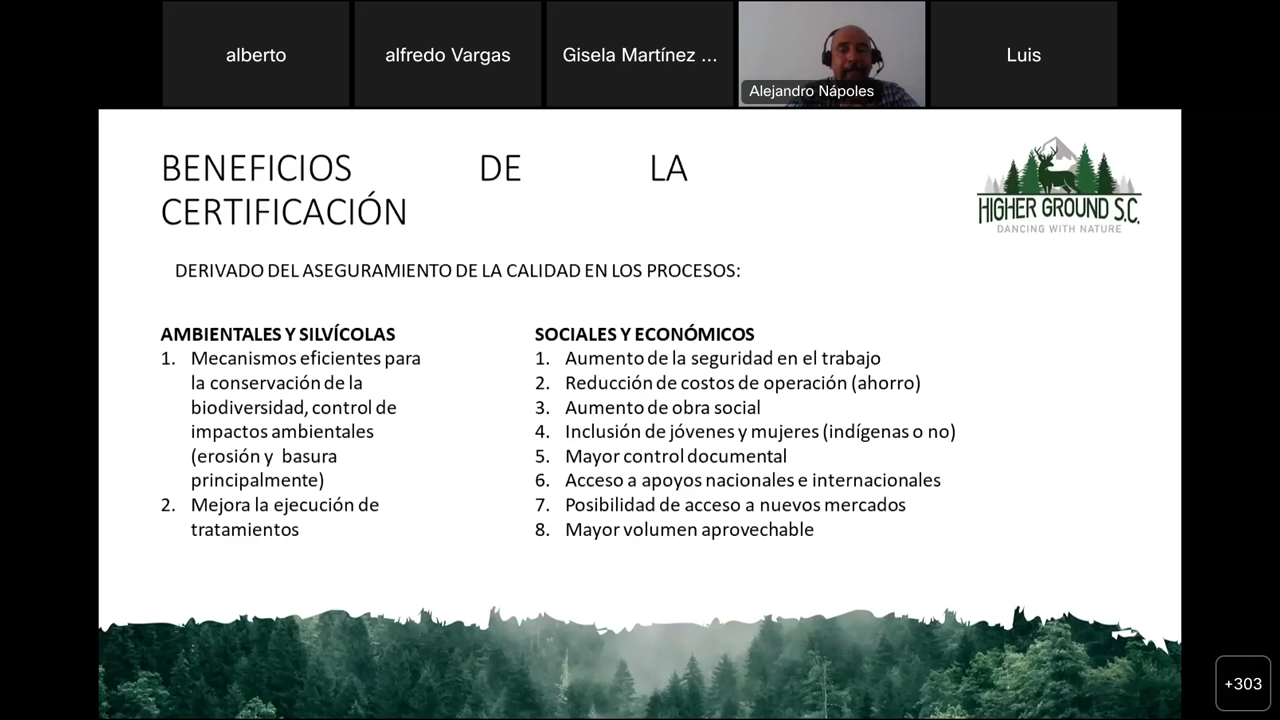 alberto
alfredo Vargas
Gisela Martínez ...
Alejandro Nápoles
Luis
BENEFICIOS DE LA
CERTIFICACIÓN
HIGHER GROUND S.C.
DANCING WITH NATURE
DERIVADO DEL ASEGURAMIENTO DE LA CALIDAD EN LOS PROCESOS:
AMBIENTALES Y SILVÍCOLAS
1. Mecanismos eficientes para
la conservación de la
biodiversidad, control de
impactos ambientales
(erosión y basura
principalmente)
2. Mejora la ejecución de
tratamientos
SOCIALES Y ECONÓMICOS
1. Aumento de la seguridad en el trabajo
2. Reducción de costos de operación (ahorro)
3. Aumento de obra social
4. Inclusión de jóvenes y mujeres (indígenas o no)
5. Mayor control documental
6. Acceso a apoyos nacionales e internacionales
7. Posibilidad de acceso a nuevos mercados
8. Mayor volumen aprovechable
+303